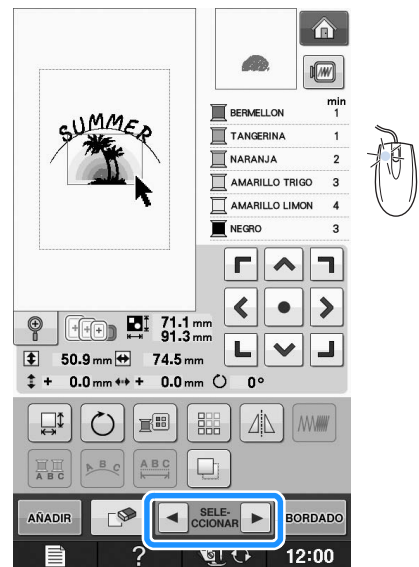 SUMMER
min
BERMELLON 1
TANGERINA 1
NARANJA 2
AMARILLO TRIGO 3
AMARILLO LIMON 4
NEGRO 3
71.1 mm
91.3 mm
50.9 mm 74.5 mm
+ 0.0 mm + 0.0 mm 0°
A B C
A B C
A B C
AÑADIR
SELE-
CCIONAR
BORDADO
?
12:00